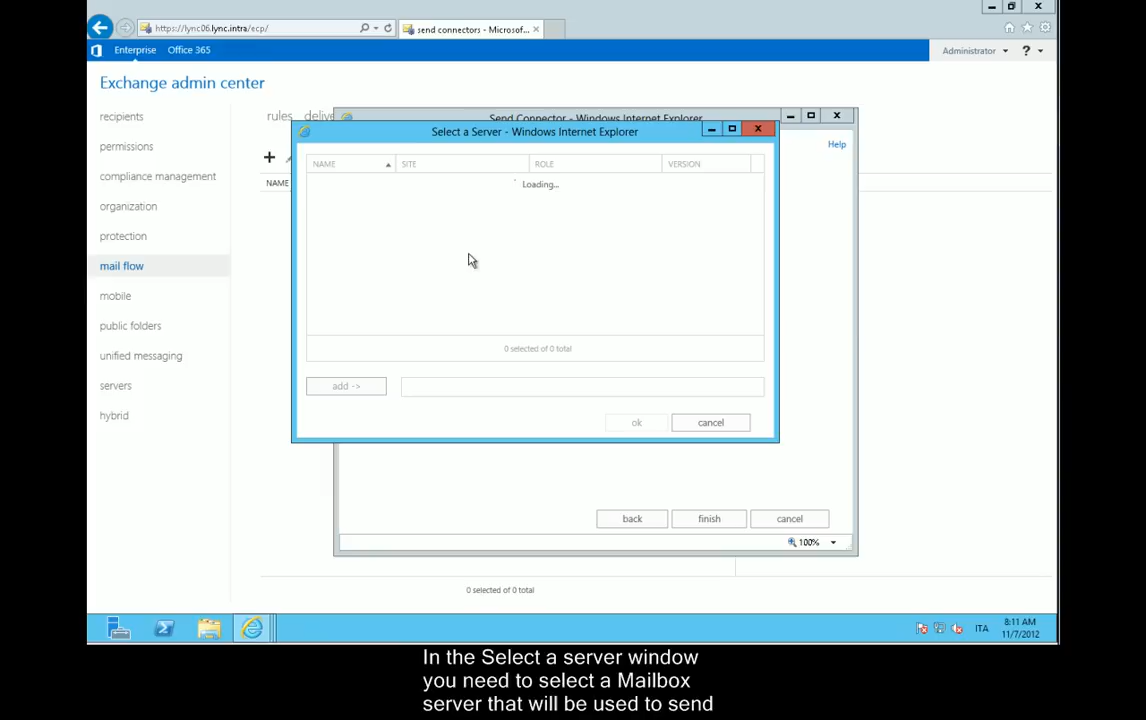 https://lync06.lync.intra/ecp/
send connectors - Microsof...
Enterprise Office 365
Administrator ?
Exchange admin center
recipients
permissions
compliance management
organization
protection
mail flow
mobile
public folders
unified messaging
servers
hybrid
rules
NAME
Send Connector - Windows Internet Explorer
Help
Select a Server - Windows Internet Explorer
NAME SITE ROLE VERSION
Loading...
0 selected of 0 total
add ->
ok cancel
back finish cancel
100%
0 selected of 0 total
ITA
8:11 AM
11/7/2012
In the Select a server window
you need to select a Mailbox
server that will be used to send